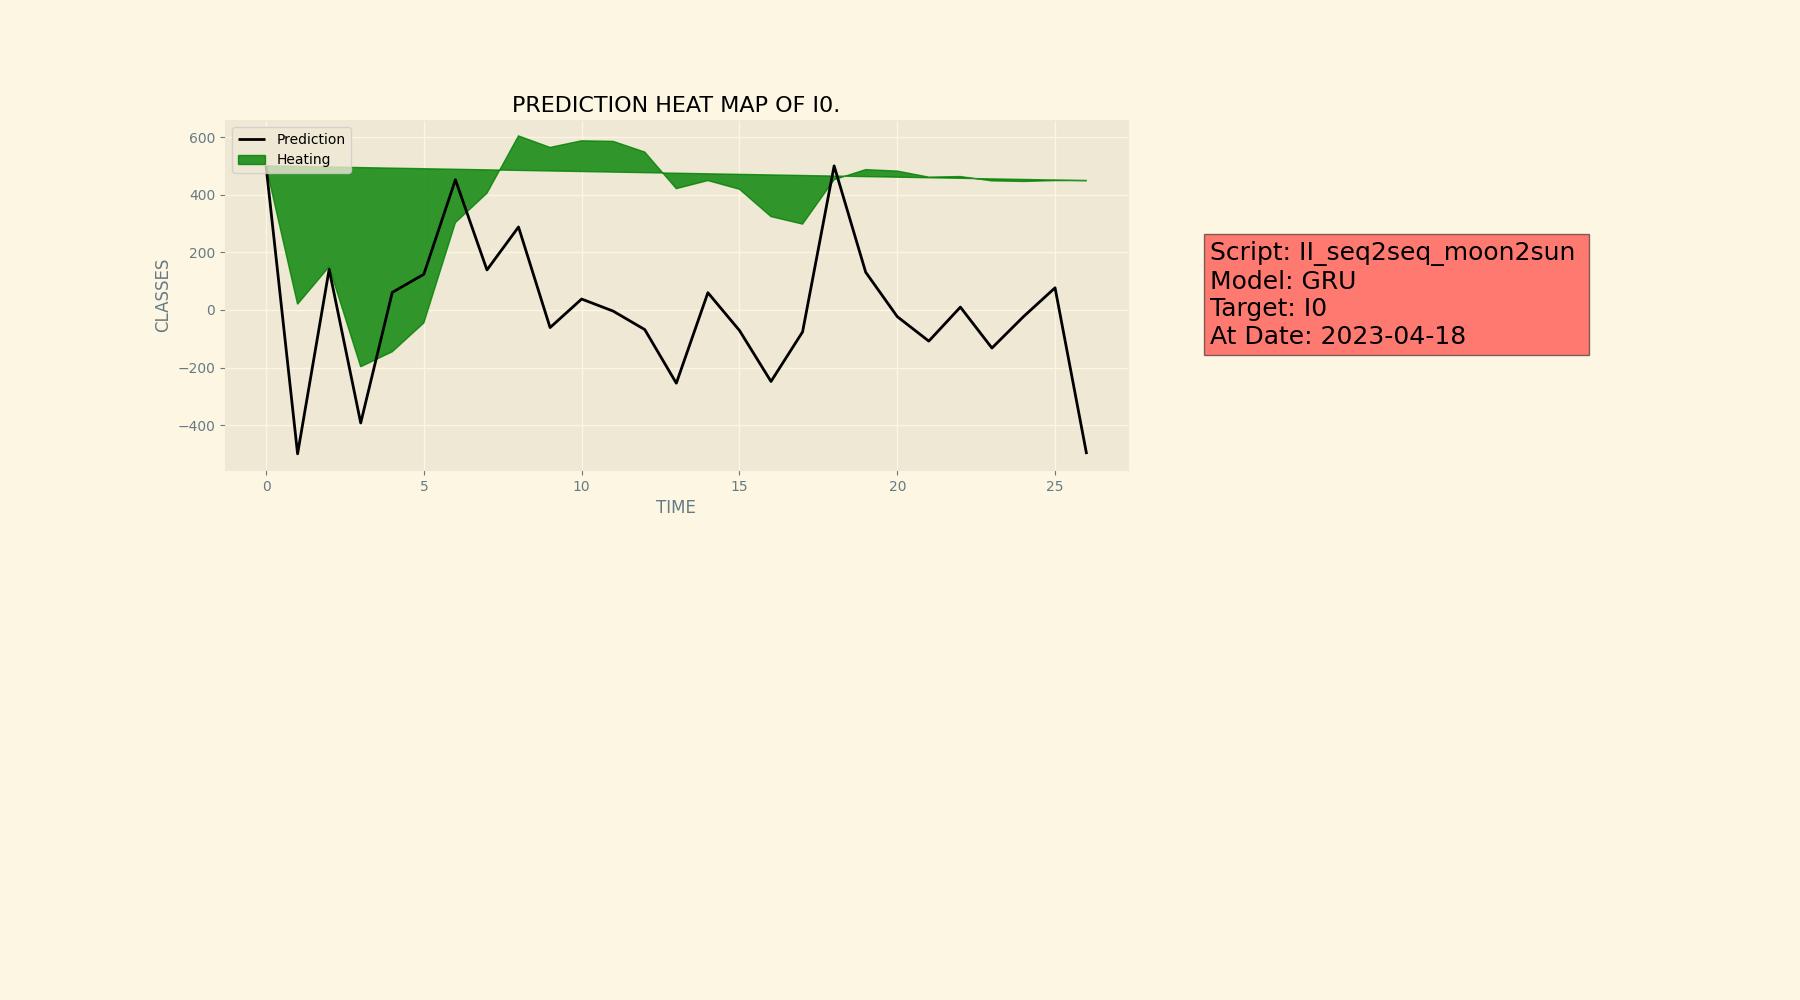 PREDICTION HEAT MAP OF I0.
Prediction
Heating
600
400
200
0
−200
−400
CLASSES
0 5 10 15 20 25
TIME
Script: II_seq2seq_moon2sun
Model: GRU
Target: I0
At Date: 2023-04-18